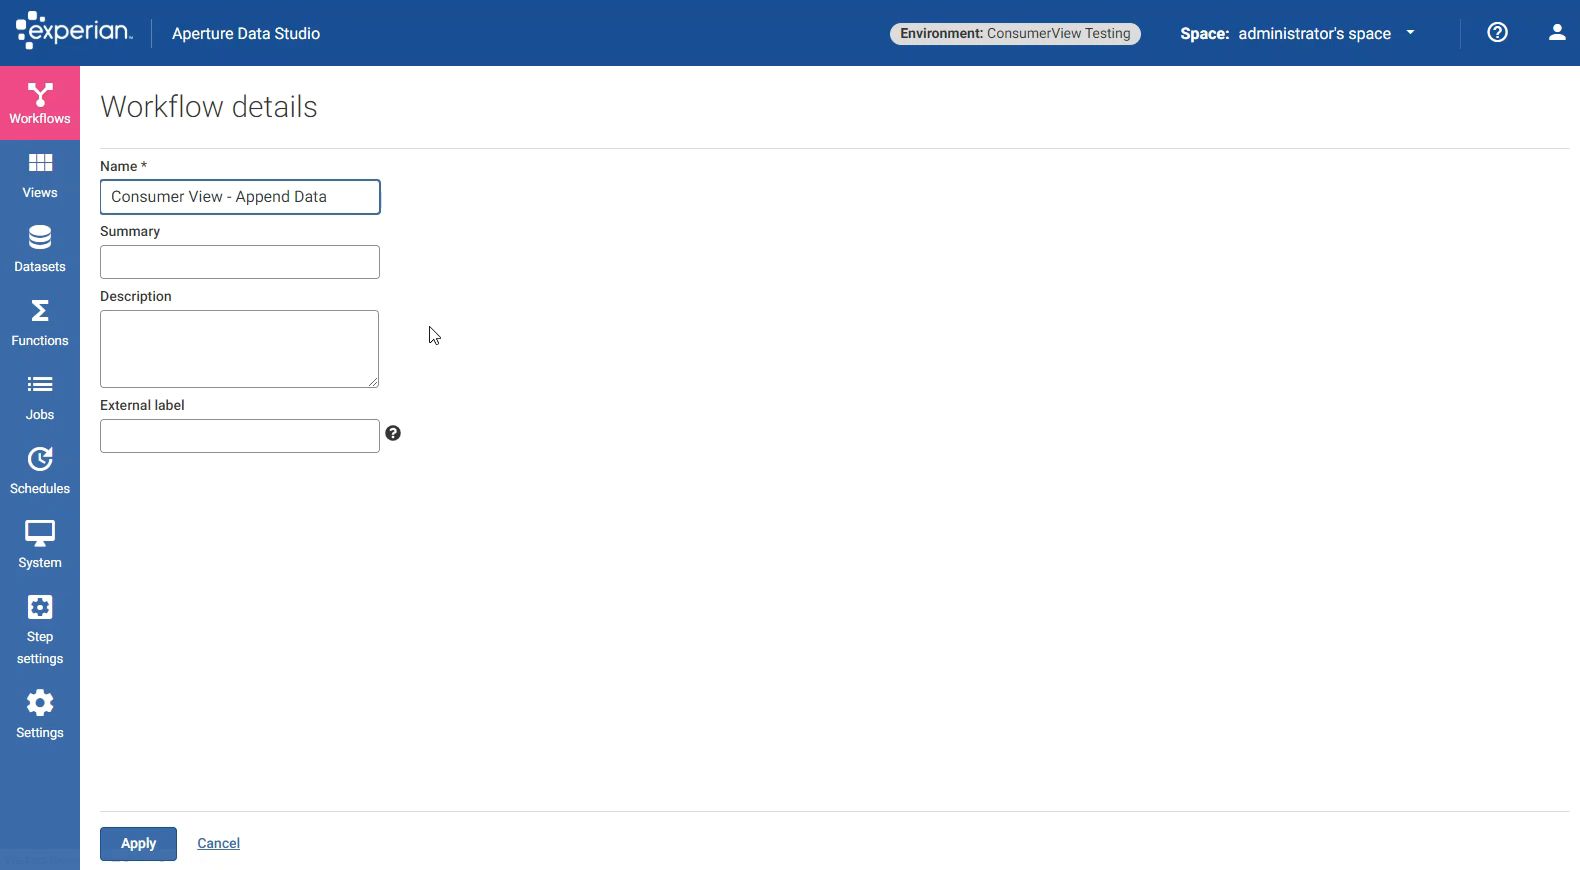 experian.
Aperture Data Studio
Environment: ConsumerView Testing
Space: administrator's space
Workflows
Views
Datasets
Functions
Jobs
Schedules
System
Step
settings
Settings
Workflow details
Name *
Consumer View - Append Data
Summary
Description
External label
Apply
Cancel